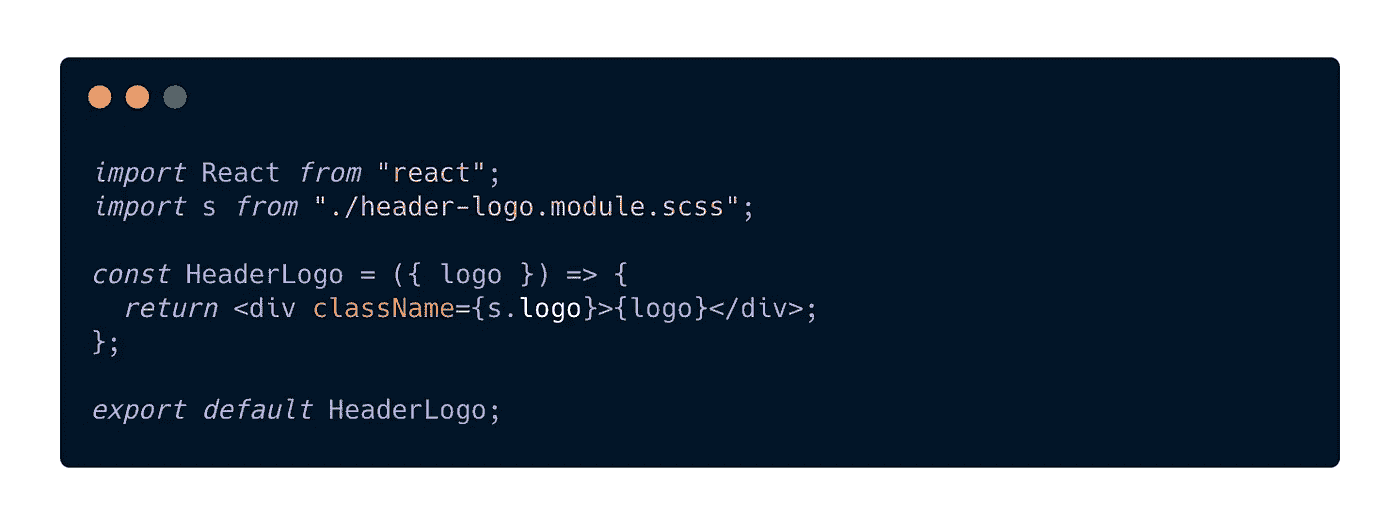 import React from "react";
import s from "./header-logo.module.scss";
const HeaderLogo = ({ logo }) => {
  return <div className={s.logo}>{logo}</div>;
};
export default HeaderLogo;